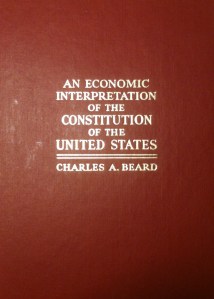 AN ECONOMIC
INTERPRETATION
OF THE
CONSTITUTION
OF THE
UNITED STATES
CHARLES A. BEARD